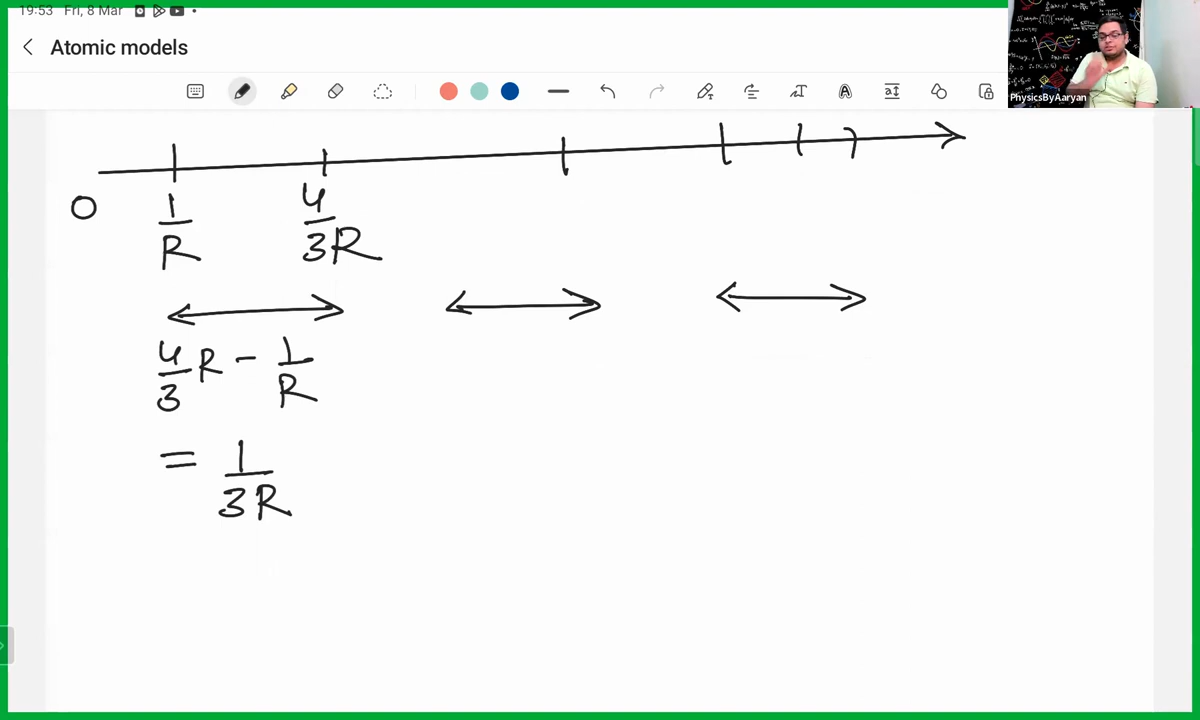 19:53 Fri, 8 Mar
Atomic models
PhysicsByAaryan
0 1/R 4/3R
4/3 R - 1/R
= 1/3R